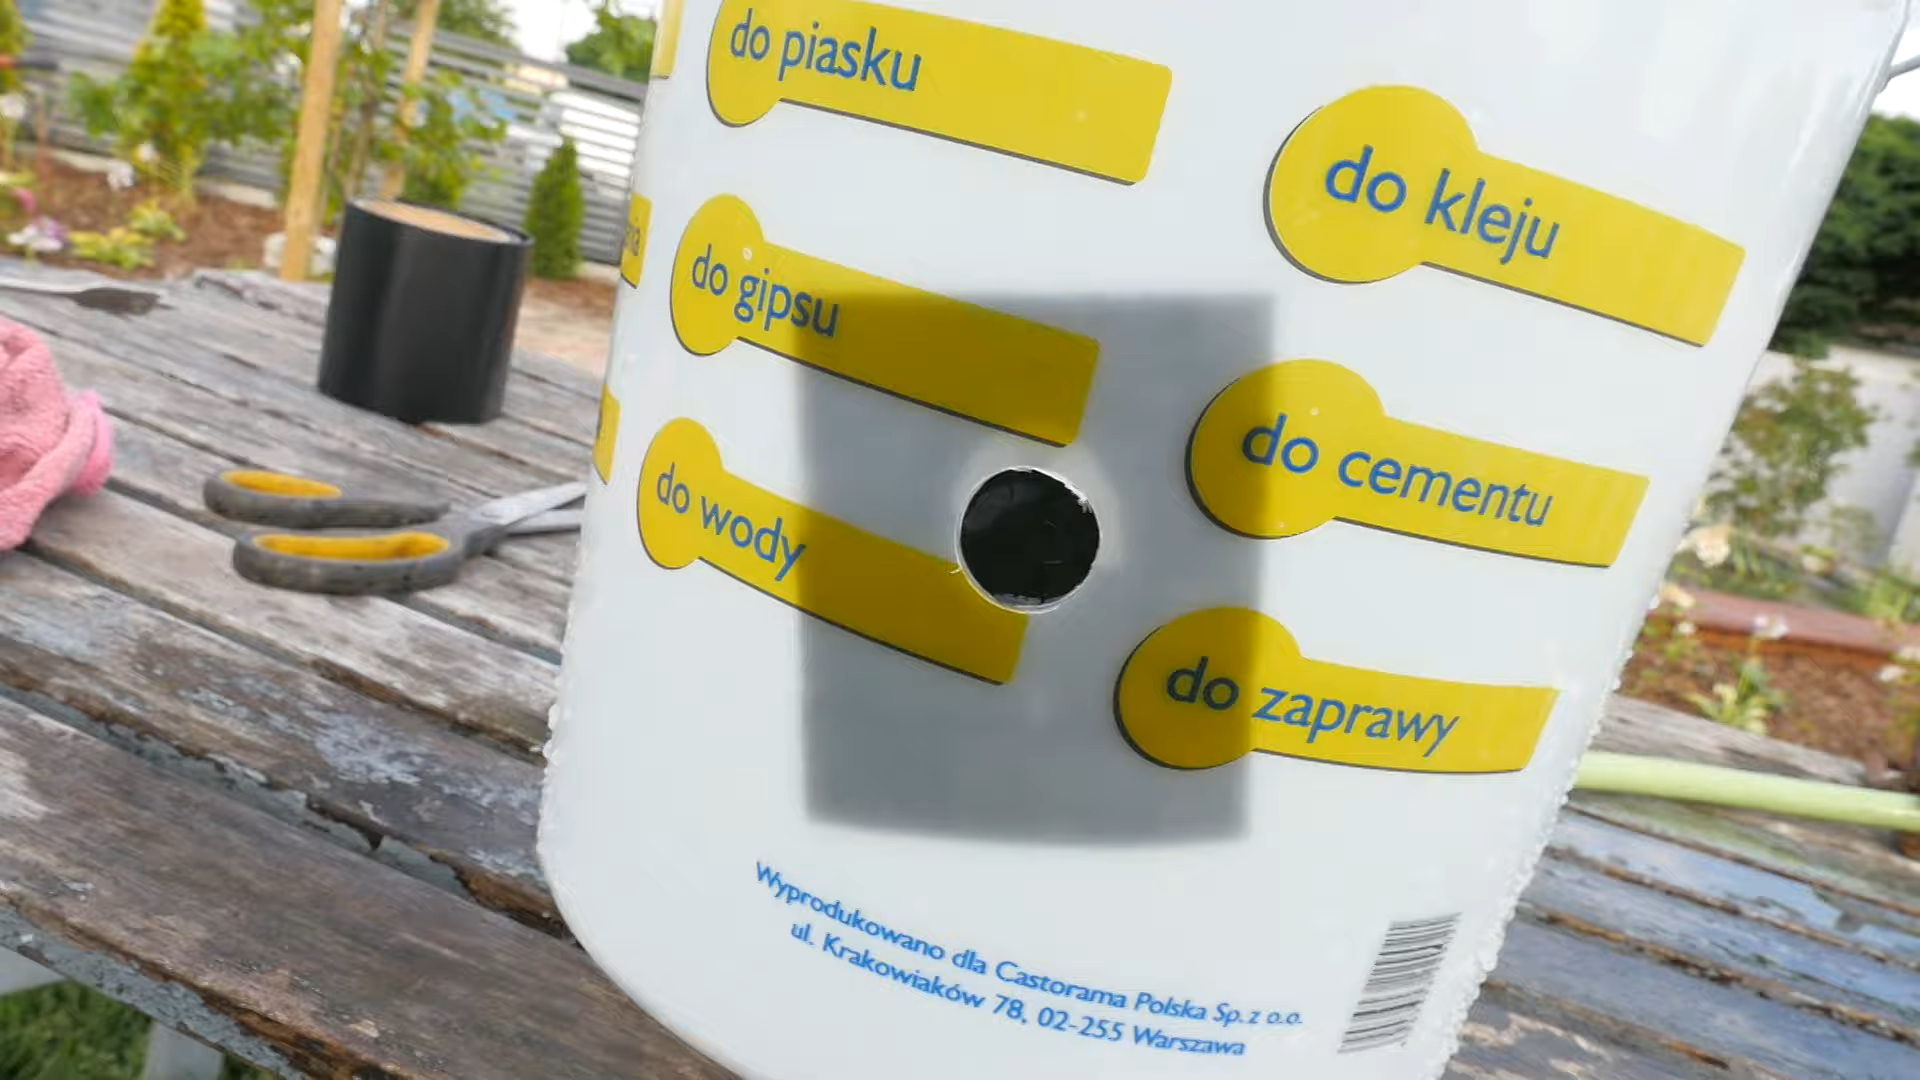 do piasku
do kleju
do gipsu
do cementu
do wody
do zaprawy
Wyprodukowano dla Castorama Polska Sp. z o.o.
ul. Krakowiaków 78, 02-255 Warszawa